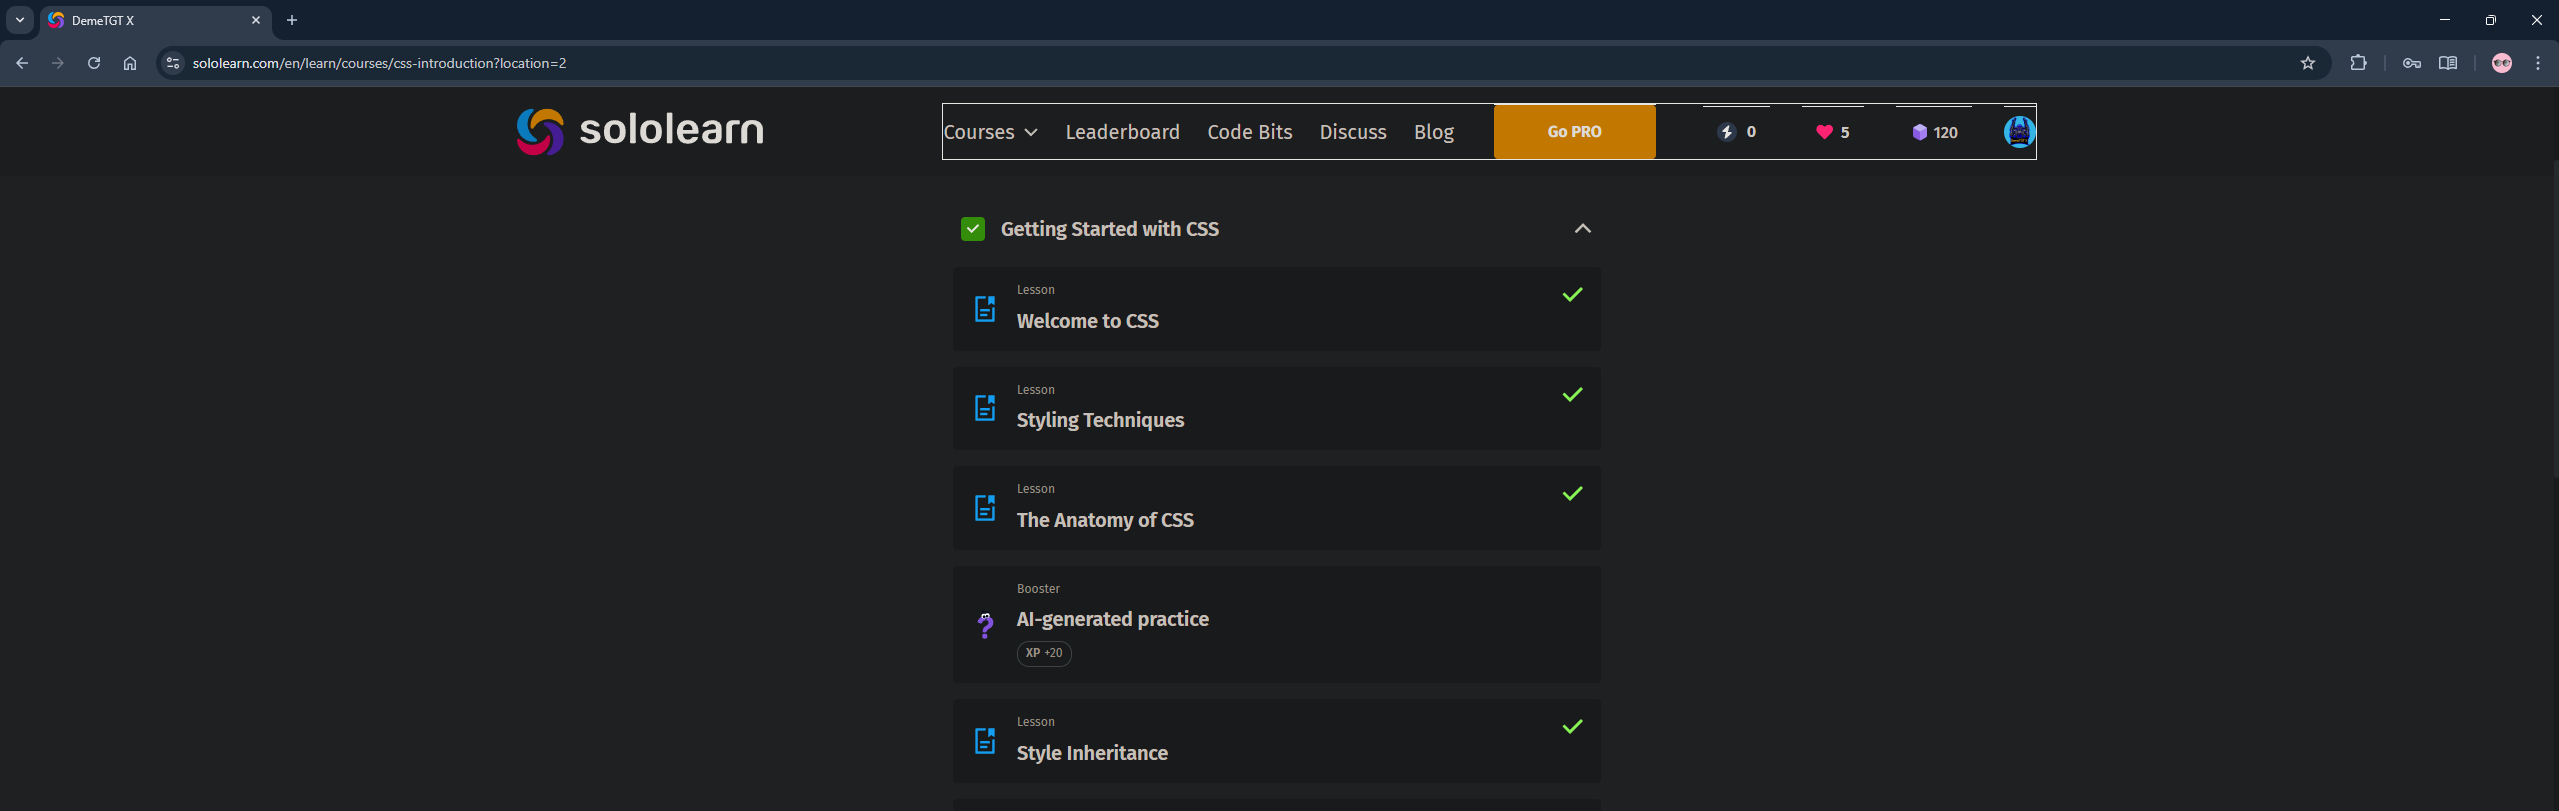 DemeTGT X
sololearn.com/en/learn/courses/css-introduction?location=2
sololearn
Courses Leaderboard Code Bits Discuss Blog Go PRO 0 5 120
Getting Started with CSS
Lesson
Welcome to CSS
Lesson
Styling Techniques
Lesson
The Anatomy of CSS
Booster
AI-generated practice
XP +20
Lesson
Style Inheritance